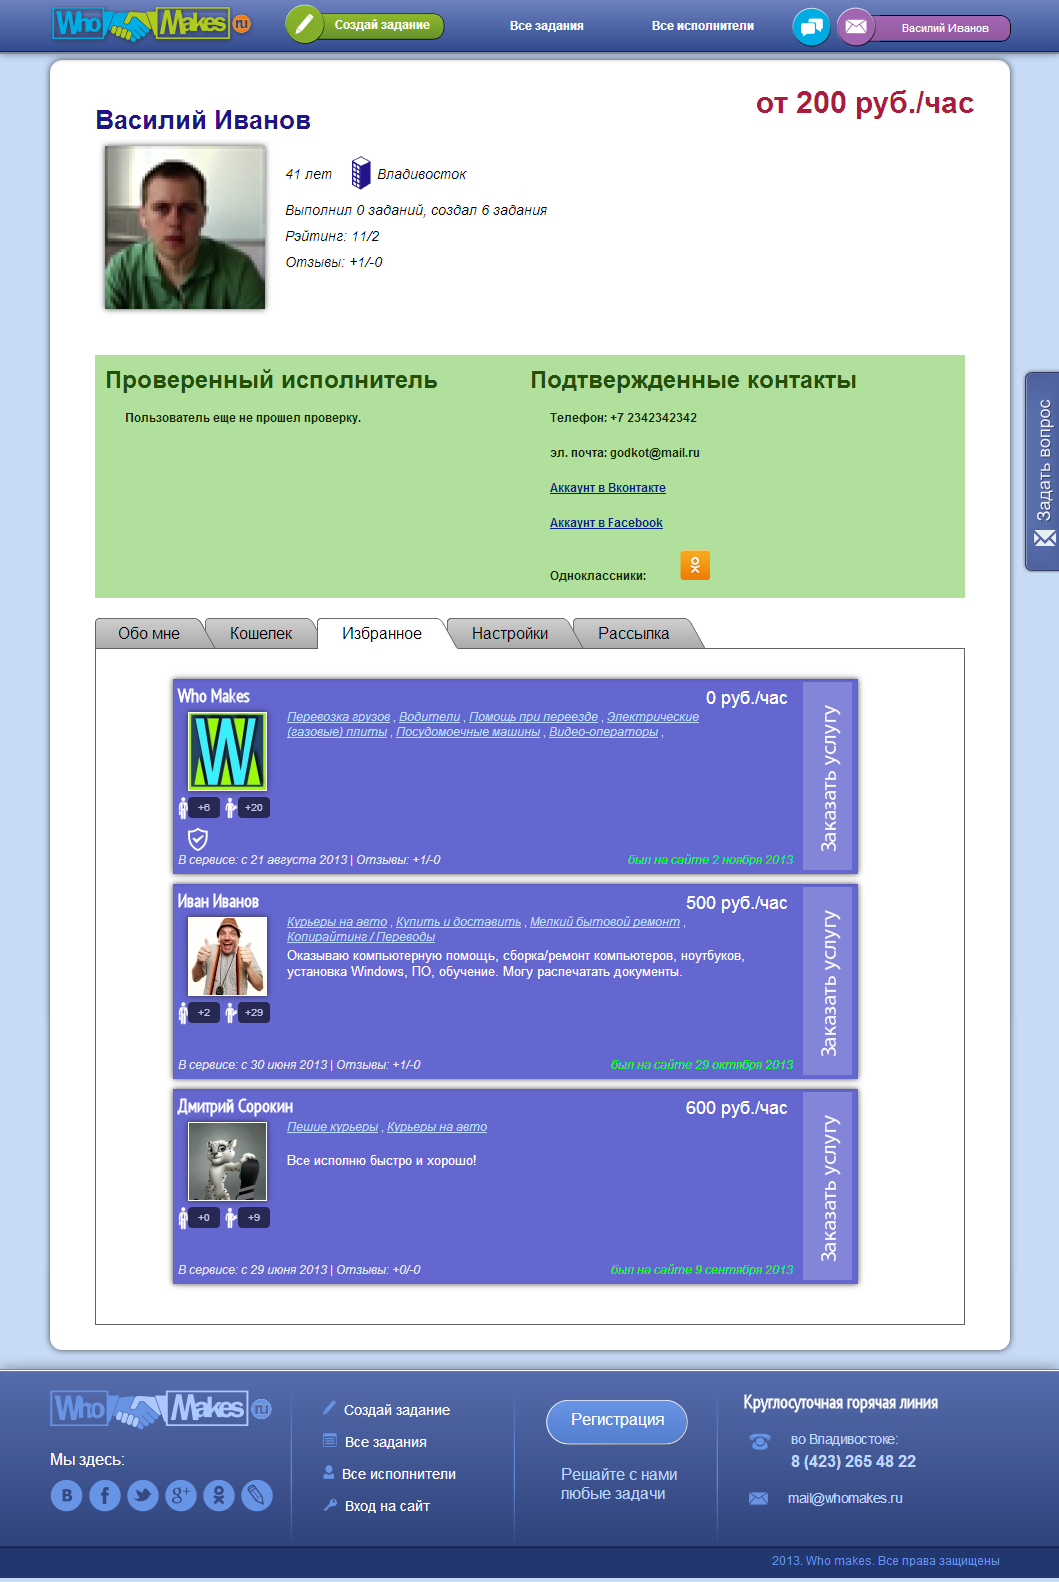 Who Makes ru
Создай задание
Все задания
Все исполнители
Василий Иванов
Василий Иванов
от 200 руб./час
41 лет
Владивосток
Выполнил 0 заданий, создал 6 задания
Рэйтинг: 11/2
Отзывы: +1/-0
Проверенный исполнитель
Пользователь еще не прошел проверку.
Подтвержденные контакты
Телефон: +7 2342342342
эл. почта: godkot@mail.ru
Аккаунт в Вконтакте
Аккаунт в Facebook
Одноклассники:
Задать вопрос
Обо мне
Кошелек
Избранное
Настройки
Рассылка
Who Makes
0 руб./час
Перевозка грузов , Водители , Помощь при переезде , Электрические
(газовые) плиты , Посудомоечные машины , Видео-операторы ,
W
+6
+20
В сервисе: с 21 августа 2013 | Отзывы: +1/-0
был на сайте 2 ноября 2013
Заказать услугу
Иван Иванов
500 руб./час
Курьеры на авто , Купить и доставить , Мелкий бытовой ремонт ,
Копирайтинг / Переводы
Оказываю компьютерную помощь, сборка/ремонт компьютеров, ноутбуков,
установка Windows, ПО, обучение. Могу распечатать документы.
+2
+29
В сервисе: с 30 июня 2013 | Отзывы: +1/-0
был на сайте 29 октября 2013
Заказать услугу
Дмитрий Сорокин
600 руб./час
Пешие курьеры , Курьеры на авто
Все исполню быстро и хорошо!
+0
+9
В сервисе: с 29 июня 2013 | Отзывы: +0/-0
был на сайте 9 сентября 2013
Заказать услугу
Who Makes ru
Мы здесь:
В f g+
Создай задание
Все задания
Все исполнители
Вход на сайт
Регистрация
Решайте с нами
любые задачи
Круглосуточная горячая линия
во Владивостоке:
8 (423) 265 48 22
mail@whomakes.ru
2013. Who makes. Все права защищены